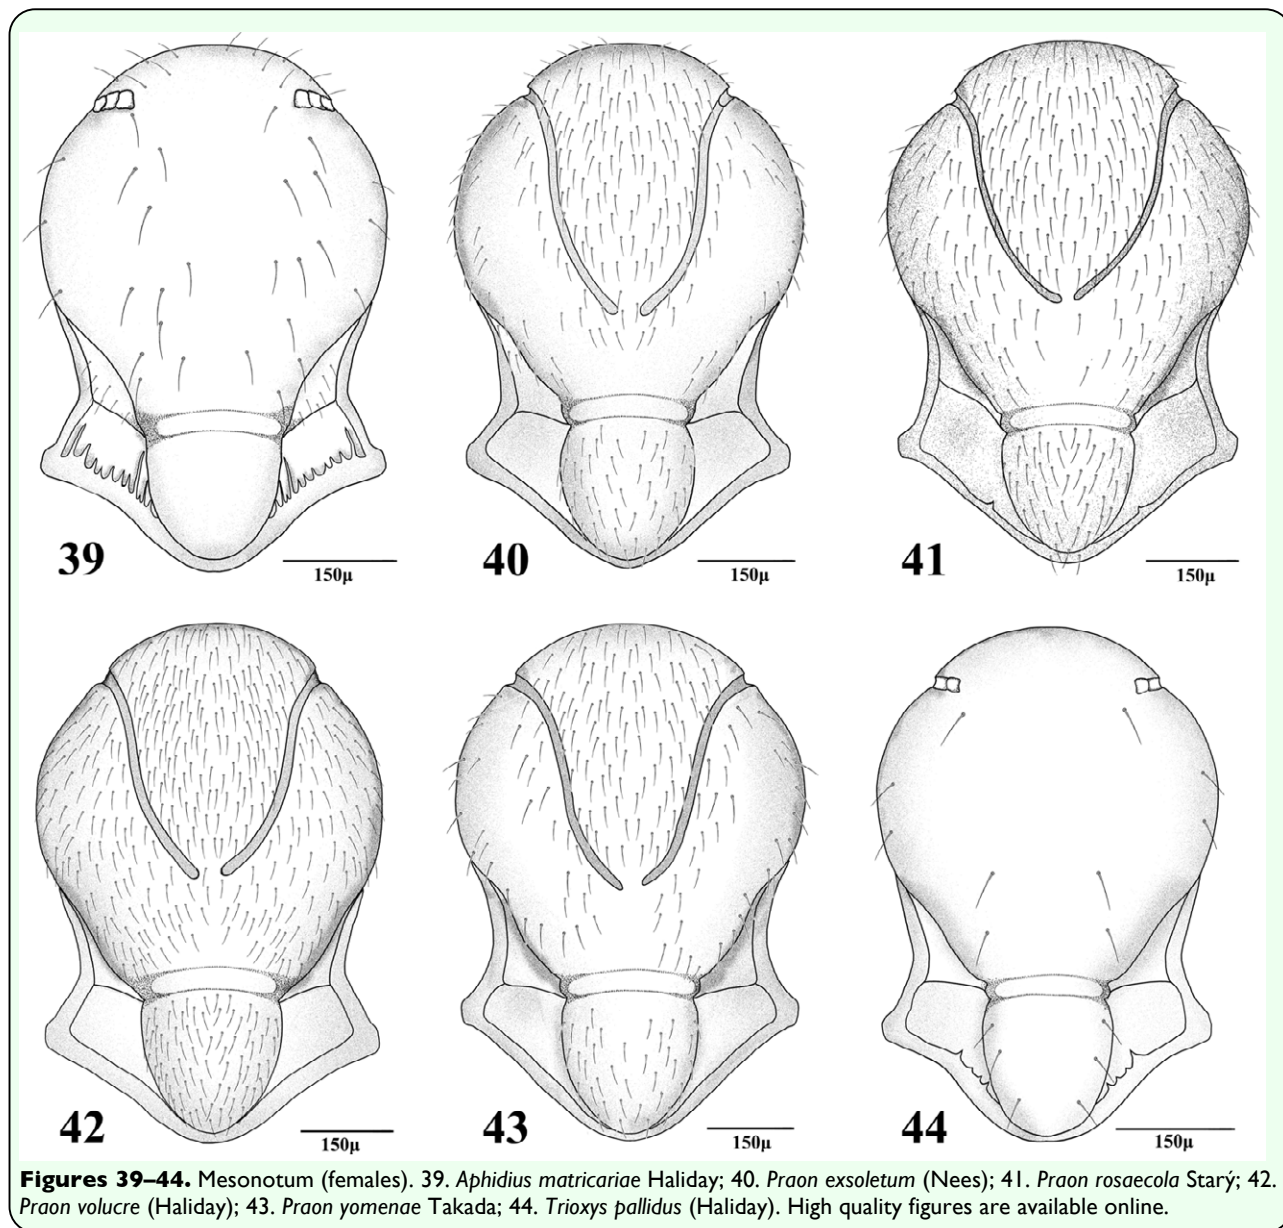 39
150µ
40
150µ
41
150µ
42
150µ
43
150µ
44
150µ
Figures 39–44. Mesonotum (females). 39. Aphidius matricariae Haliday; 40. Praon exsoletum (Nees); 41. Praon rosaecola Starý; 42.
Praon volucre (Haliday); 43. Praon yomenae Takada; 44. Trioxys pallidus (Haliday). High quality figures are available online.